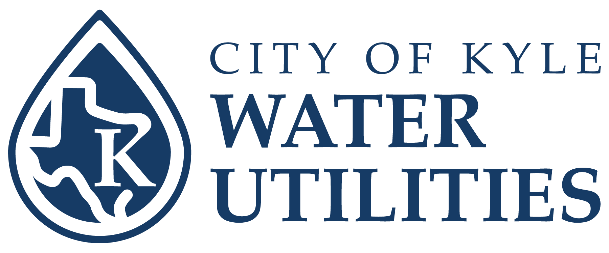 K
CITY OF KYLE
WATER
UTILITIES